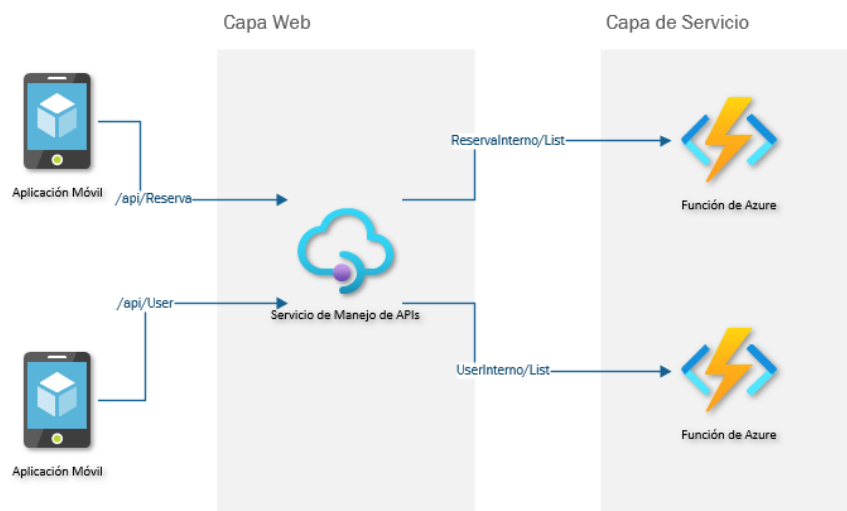 Capa Web
Capa de Servicio
Aplicación Móvil
/api/Reserva
ReservaInterno/List
Función de Azure
/api/User
Servicio de Manejo de APIs
UserInterno/List
Función de Azure
Aplicación Móvil